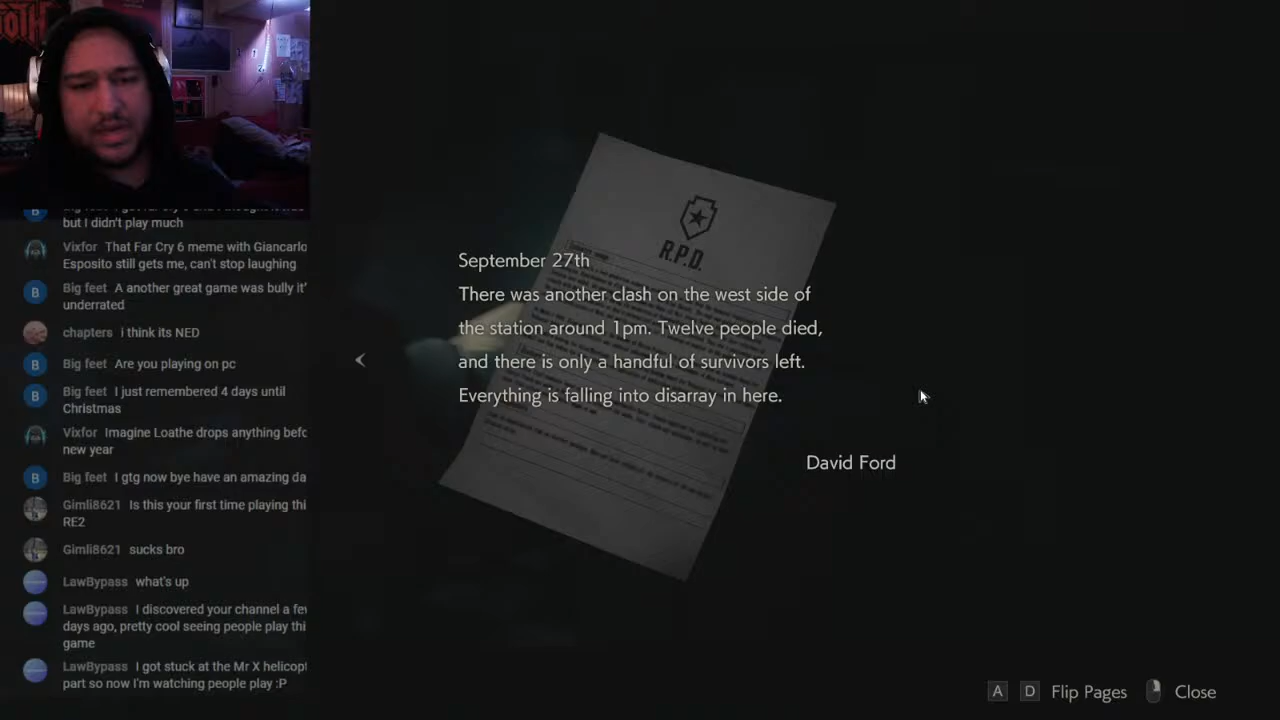 but I didn't play much
Vixfor That Far Cry 6 meme with Giancarlo
Esposito still gets me, can't stop laughing
Big feet A another great game was bully it'
underrated
chapters i think its NED
Big feet Are you playing on pc
Big feet I just remembered 4 days until
Christmas
Vixfor Imagine Loathe drops anything befo
new year
Big feet I gtg now bye have an amazing da
Gimli8621 Is this your first time playing thi
RE2
Gimli8621 sucks bro
LawBypass what's up
LawBypass I discovered your channel a few
days ago, pretty cool seeing people play thi
game
LawBypass I got stuck at the Mr X helicopt
part so now I'm watching people play :P
R.P.D.
September 27th
There was another clash on the west side of
the station around 1pm. Twelve people died,
and there is only a handful of survivors left.
Everything is falling into disarray in here.
David Ford
A D Flip Pages Close